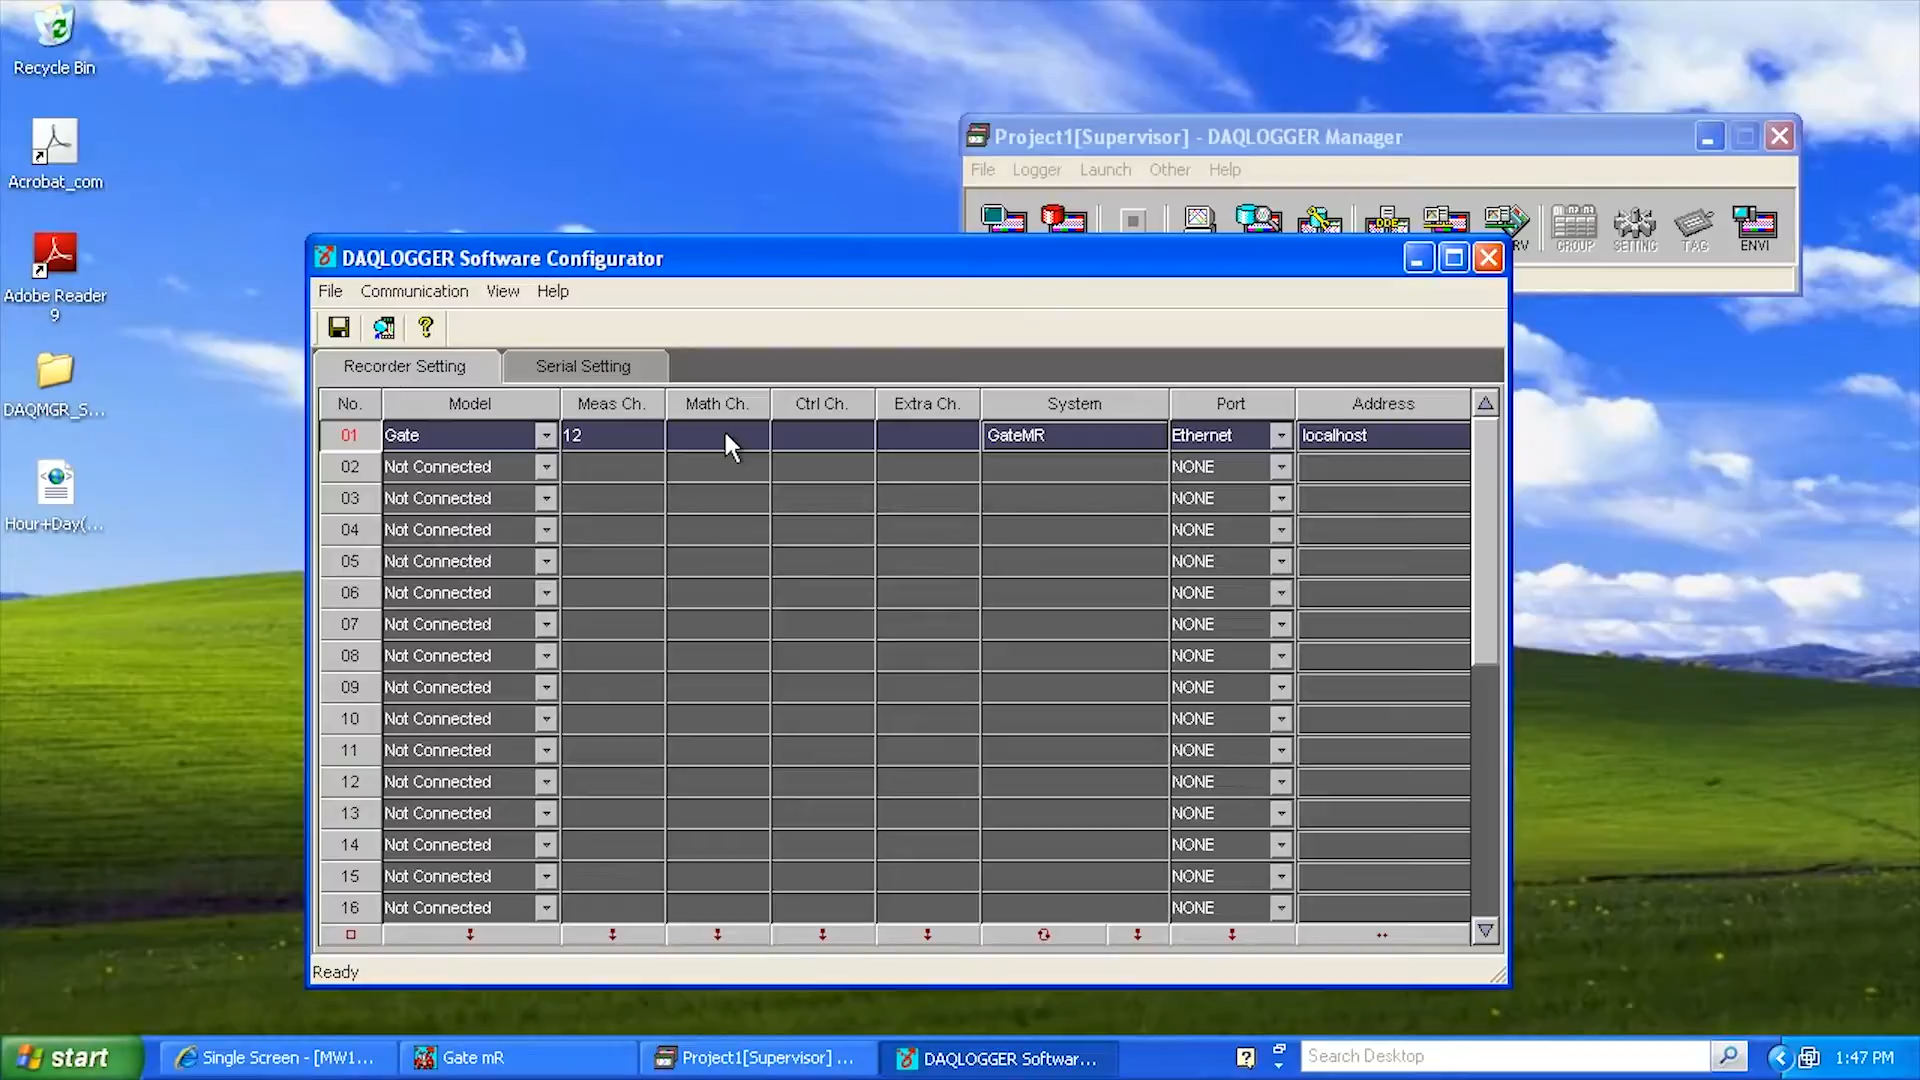 Recycle Bin
Acrobat_com
Adobe Reader
9
DAQMGR_S...
Hour+Day(...
Project1[Supervisor] - DAQLOGGER Manager
File Logger Launch Other Help
DDE
RV GROUP SETTING TAG ENVI
DAQLOGGER Software Configurator
File Communication View Help
Recorder Setting Serial Setting
No. Model Meas Ch. Math Ch. Ctrl Ch. Extra Ch. System Port Address
01 Gate 12 GateMR Ethernet localhost
02 Not Connected NONE
03 Not Connected NONE
04 Not Connected NONE
05 Not Connected NONE
06 Not Connected NONE
07 Not Connected NONE
08 Not Connected NONE
09 Not Connected NONE
10 Not Connected NONE
11 Not Connected NONE
12 Not Connected NONE
13 Not Connected NONE
14 Not Connected NONE
15 Not Connected NONE
16 Not Connected NONE
Ready
start Single Screen - [MW1... Gate mR Project1[Supervisor] ... DAQLOGGER Softwar... Search Desktop 1:47 PM